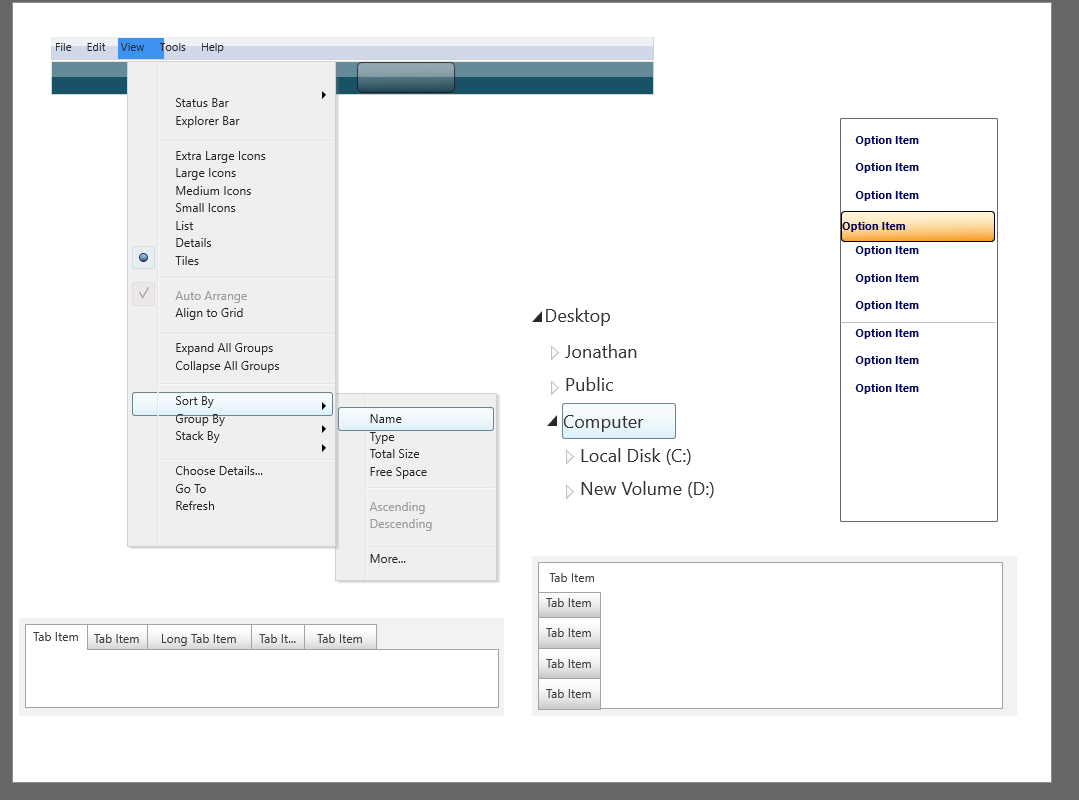 File Edit View Tools Help
Status Bar
Explorer Bar
Extra Large Icons
Large Icons
Medium Icons
Small Icons
List
Details
Tiles
Auto Arrange
Align to Grid
Expand All Groups
Collapse All Groups
Sort By
Group By
Stack By
Choose Details...
Go To
Refresh
Name
Type
Total Size
Free Space
Ascending
Descending
More...
Desktop
Jonathan
Public
Computer
Local Disk (C:)
New Volume (D:)
Option Item
Option Item
Option Item
Option Item
Option Item
Option Item
Option Item
Option Item
Option Item
Option Item
Tab Item Tab Item Long Tab Item Tab It... Tab Item
Tab Item
Tab Item
Tab Item
Tab Item
Tab Item